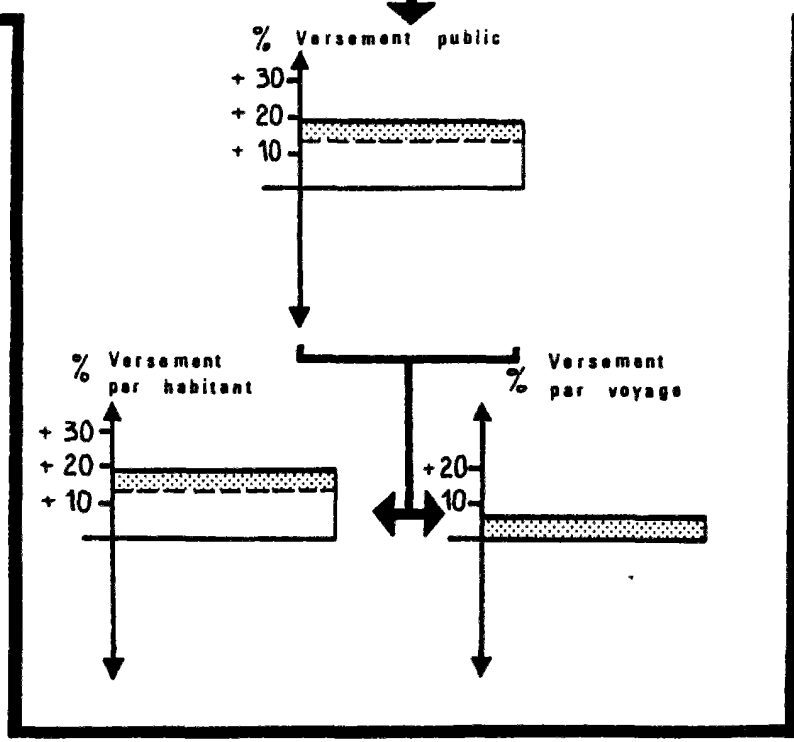 % Versement public
+ 30
+ 20
+ 10
% Versement
par habitant
+ 30
+ 20
+ 10
% Versement
par voyage
+20
10